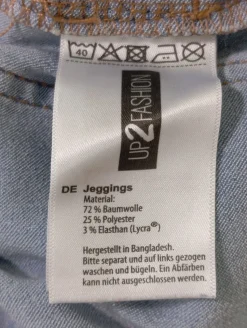 40
UP2FASHION
DE Jeggings
Material:
72 % Baumwolle
25 % Polyester
3 % Elasthan (Lycra®)
Hergestellt in Bangladesh.
Bitte separat und auf links gezogen
waschen und bügeln. Ein Abfärben
kann nicht ausgeschlossen werden.